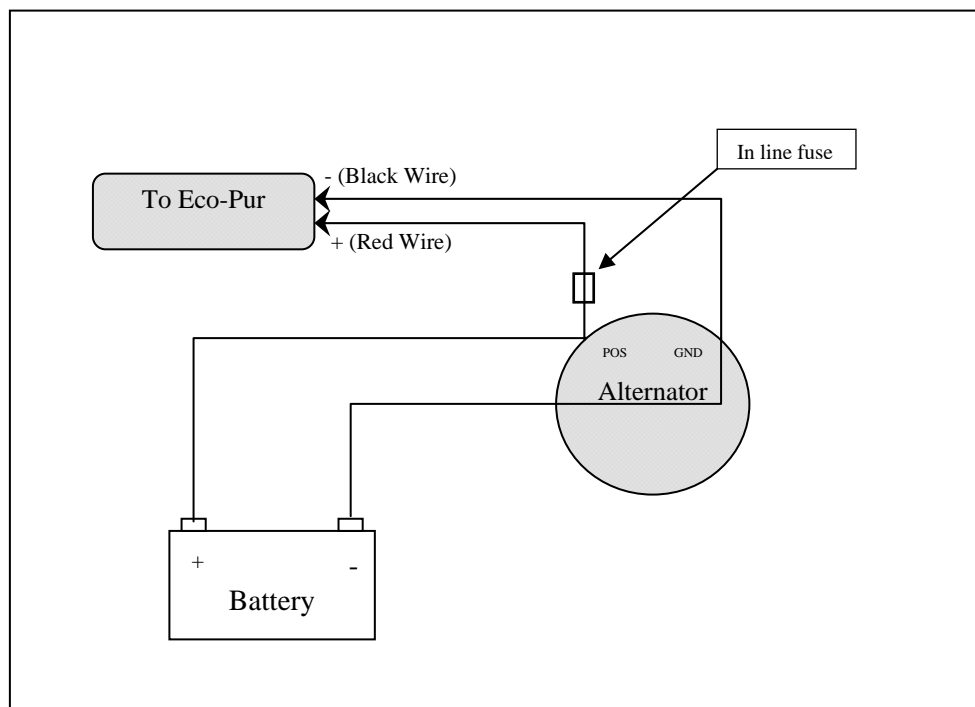 In line fuse
- (Black Wire)
To Eco-Pur
+ (Red Wire)
POS GND
Alternator
+ -
Battery